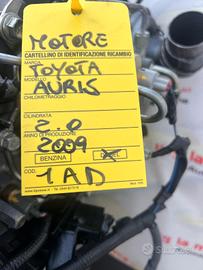 MOTORE
CARTELLINO DI IDENTIFICAZIONE RICAMBIO
MARCA TOYOTA
MODELLO AURIS
CHILOMETRAGGIO
CILINDRATA 2.0
ANNO DI PRODUZIONE 2009
BENZINA
COD. 1AD